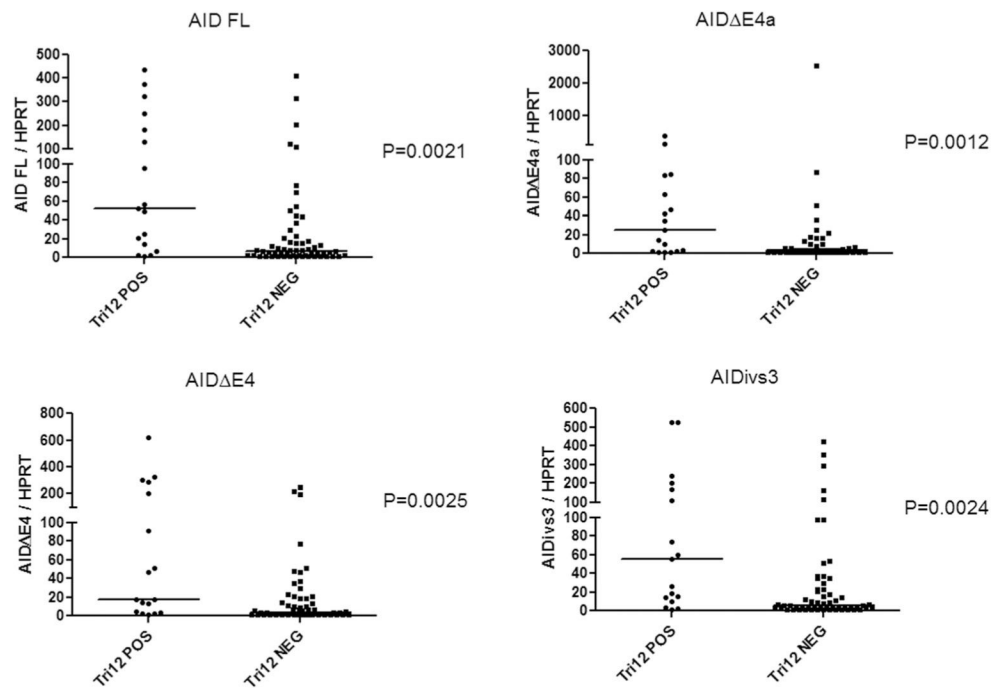 AID FL
AID FL / HPRT
500
400
300
200
100
100
80
60
40
20
0
Tri12 POS
Tri12 NEG
P=0.0021
AIDΔE4a
AIDΔE4a / HPRT
3000
2000
1000
100
80
60
40
20
0
Tri12 POS
Tri12 NEG
P=0.0012
AIDΔE4
AIDΔE4 / HPRT
800
600
400
200
100
80
60
40
20
0
Tri12 POS
Tri12 NEG
P=0.0025
AIDivs3
AIDivs3 / HPRT
600
500
400
300
200
100
100
80
60
40
20
0
Tri12 POS
Tri12 NEG
P=0.0024